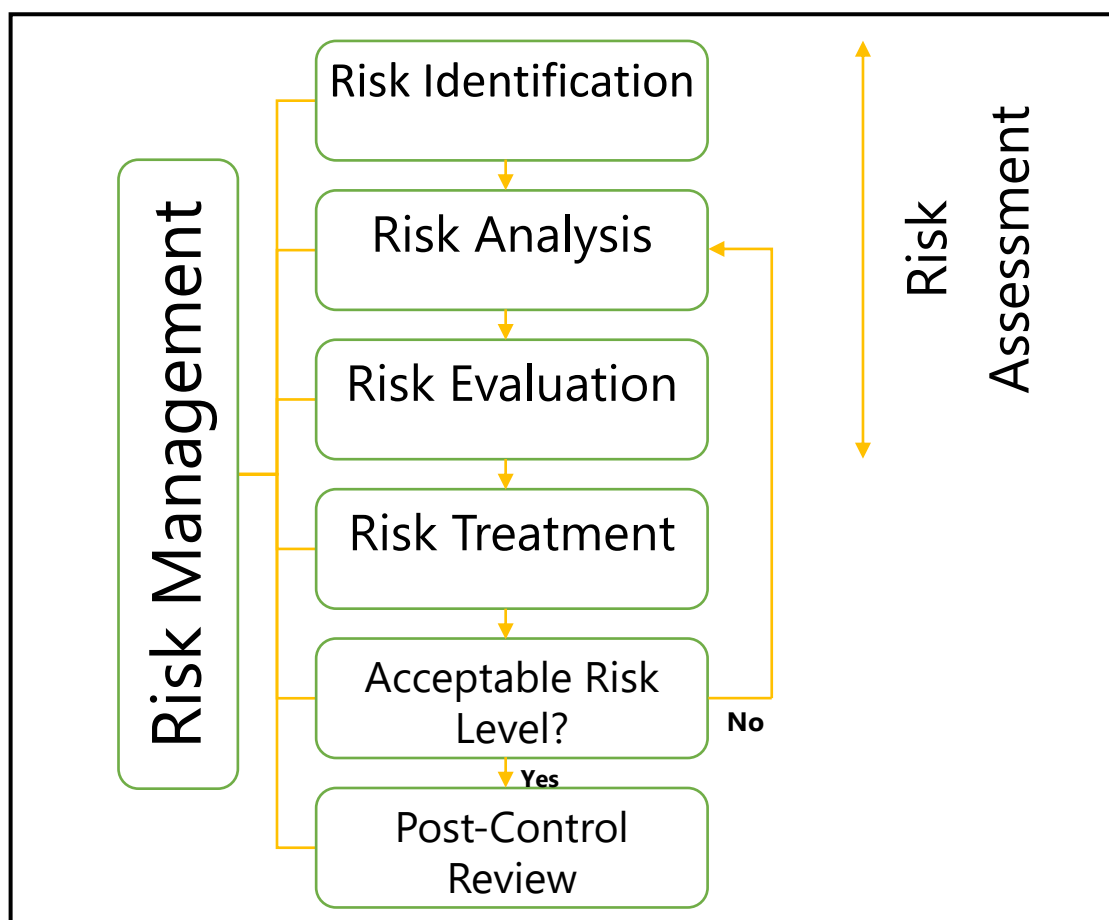 Risk Management
Risk Identification
Risk Analysis
Risk Evaluation
Risk Treatment
Acceptable Risk
Level?
No
Yes
Post-Control
Review
Risk
Assessment